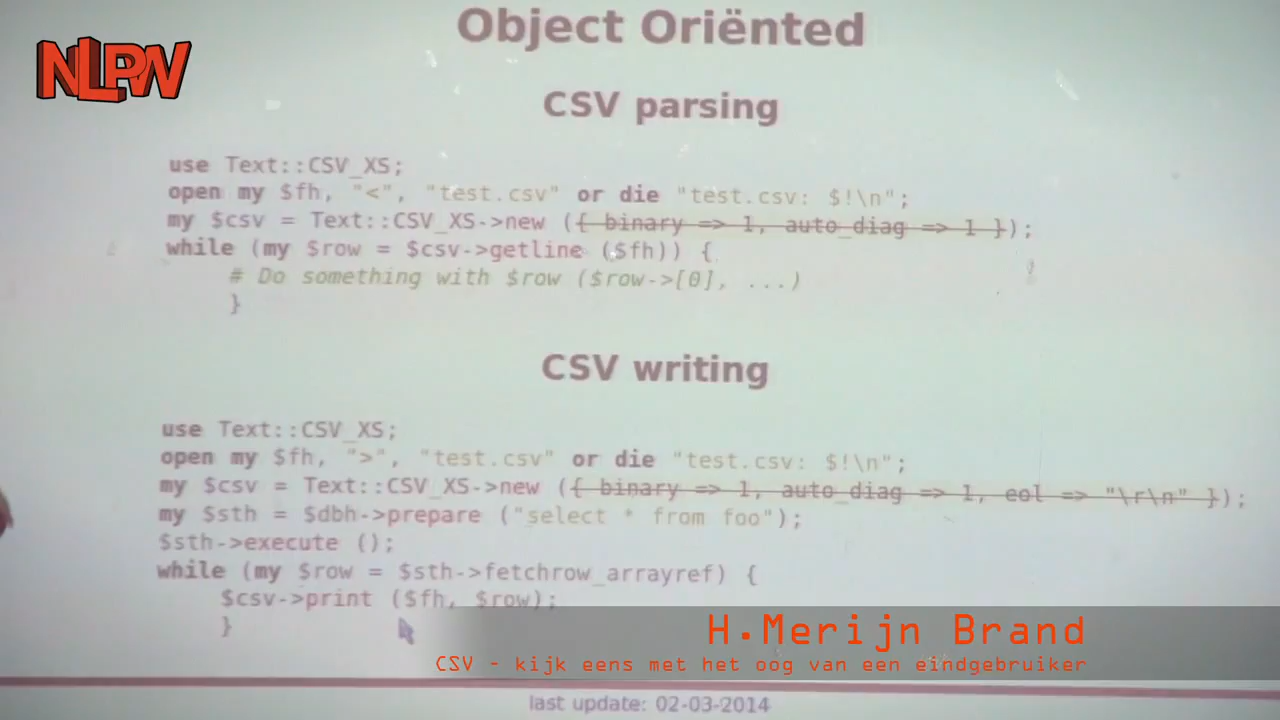 Object Oriënted
NLPW
CSV parsing
use Text::CSV_XS;
open my $fh, "<", "test.csv" or die "test.csv: $!\n";
my $csv = Text::CSV_XS->new ({ binary => 1, auto_diag => 1 });
while (my $row = $csv->getline ($fh)) {
# Do something with $row ($row->[0], ...)
}
CSV writing
use Text::CSV_XS;
open my $fh, ">", "test.csv" or die "test.csv: $!\n";
my $csv = Text::CSV_XS->new ({ binary => 1, auto_diag => 1, eol => "\r\n" });
my $sth = $dbh->prepare ("select * from foo");
$sth->execute ();
while (my $row = $sth->fetchrow_arrayref) {
$csv->print ($fh, $row);
}
H.Merijn Brand
CSV - kijk eens met het oog van een eindgebruiker
last update: 02-03-2014